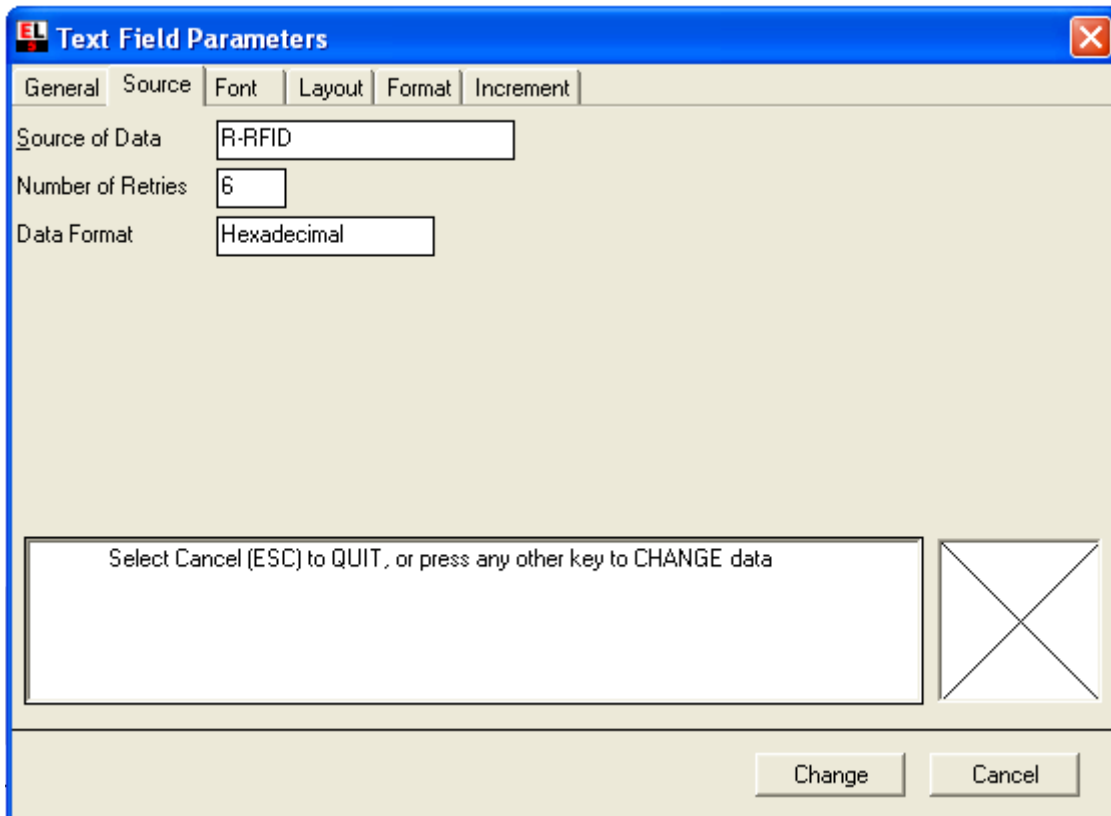 EL 5 Text Field Parameters
General Source Font Layout Format Increment
Source of Data R-RFID
Number of Retries 6
Data Format Hexadecimal
Select Cancel (ESC) to QUIT, or press any other key to CHANGE data
Change Cancel